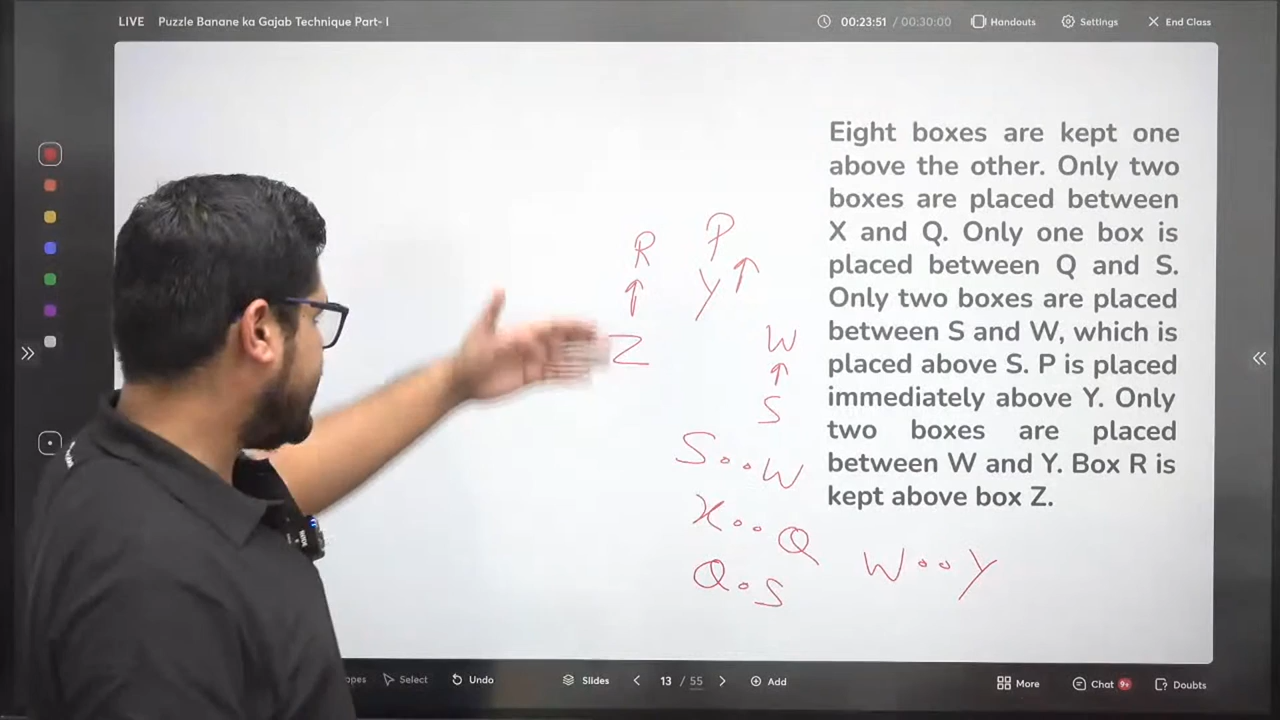 LIVE Puzzle Banane ka Gajab Technique Part- I 00:23:51 / 00:30:00 Handouts Settings End Class
Eight boxes are kept one
above the other. Only two
boxes are placed between
X and Q. Only one box is
placed between Q and S.
Only two boxes are placed
between S and W, which is
placed above S. P is placed
immediately above Y. Only
two boxes are placed
between W and Y. Box R is
kept above box Z.
R P
↑ Y ↑
Z W
↑
S
S∘∘W
X∘∘Q
Q∘S W∘∘Y
Select Undo Slides 13 / 55 Add More Chat 9+ Doubts